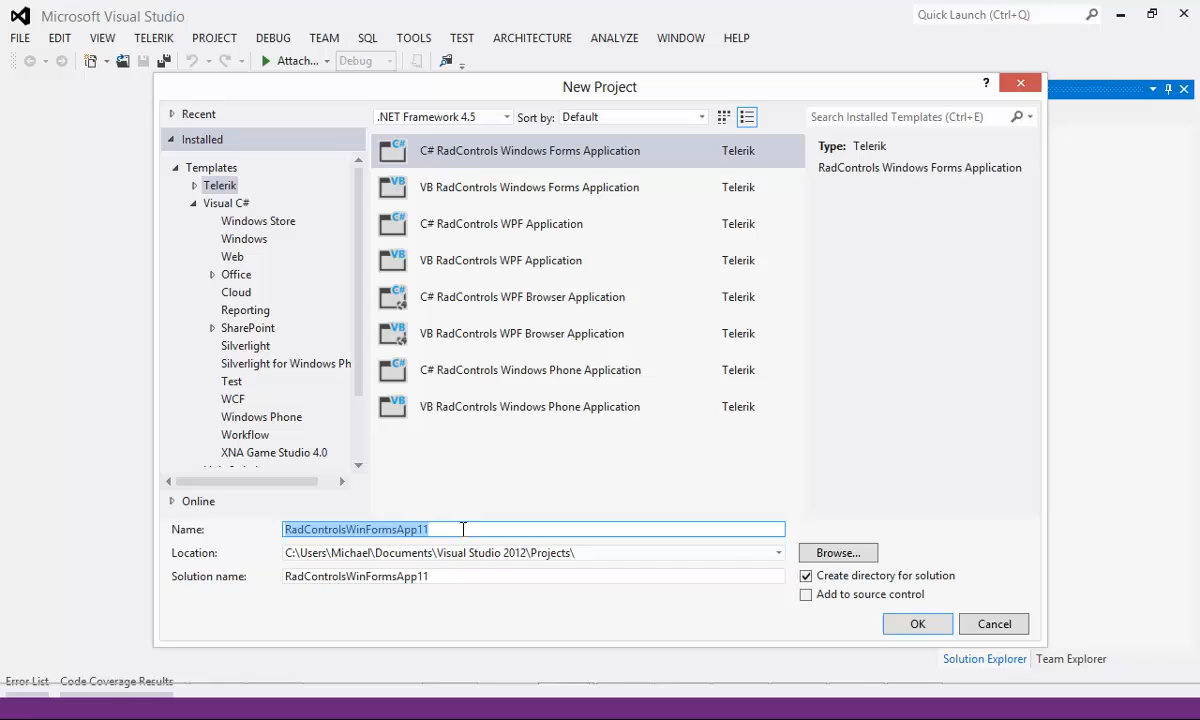 Microsoft Visual Studio
Quick Launch (Ctrl+Q)
FILE EDIT VIEW TELERIK PROJECT DEBUG TEAM SQL TOOLS TEST ARCHITECTURE ANALYZE WINDOW HELP
Attach... Debug
New Project
Recent
.NET Framework 4.5 Sort by: Default
Search Installed Templates (Ctrl+E)
Installed
Templates
Telerik
Visual C#
Windows Store
Windows
Web
Office
Cloud
Reporting
SharePoint
Silverlight
Silverlight for Windows Ph
Test
WCF
Windows Phone
Workflow
XNA Game Studio 4.0
Online
C# RadControls Windows Forms Application Telerik
VB RadControls Windows Forms Application Telerik
C# RadControls WPF Application Telerik
VB RadControls WPF Application Telerik
C# RadControls WPF Browser Application Telerik
VB RadControls WPF Browser Application Telerik
C# RadControls Windows Phone Application Telerik
VB RadControls Windows Phone Application Telerik
Type: Telerik
RadControls Windows Forms Application
Name: RadControlsWinFormsApp11
Location: C:\Users\Michael\Documents\Visual Studio 2012\Projects\
Browse...
Solution name: RadControlsWinFormsApp11
Create directory for solution
Add to source control
OK Cancel
Solution Explorer Team Explorer
Error List Code Coverage Results